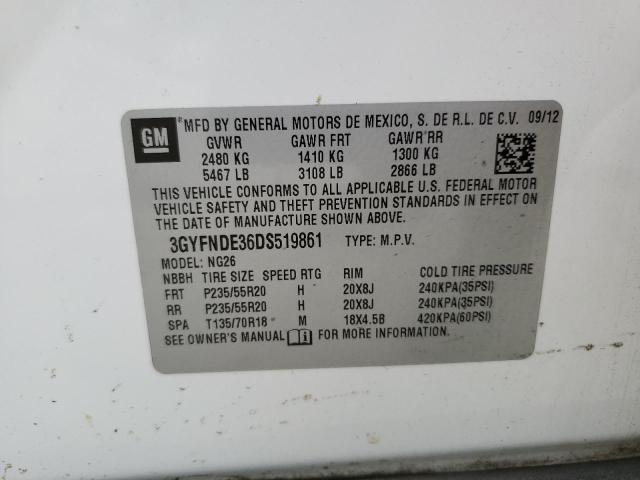 GM
® MFD BY GENERAL MOTORS DE MEXICO, S. DE R.L. DE C.V. 09/12
GVWR GAWR FRT GAWR RR
2480 KG 1410 KG 1300 KG
5467 LB 3108 LB 2866 LB
THIS VEHICLE CONFORMS TO ALL APPLICABLE U.S. FEDERAL MOTOR
VEHICLE SAFETY AND THEFT PREVENTION STANDARDS IN EFFECT ON
THE DATE OF MANUFACTURE SHOWN ABOVE.
3GYFNDE36DS519861 TYPE: M.P.V.
MODEL: NG26
NBBH TIRE SIZE SPEED RTG RIM COLD TIRE PRESSURE
FRT P235/55R20 H 20X8J 240KPA(35PSI)
RR P235/55R20 H 20X8J 240KPA(35PSI)
SPA T135/70R18 M 18X4.5B 420KPA(60PSI)
SEE OWNER'S MANUAL FOR MORE INFORMATION.